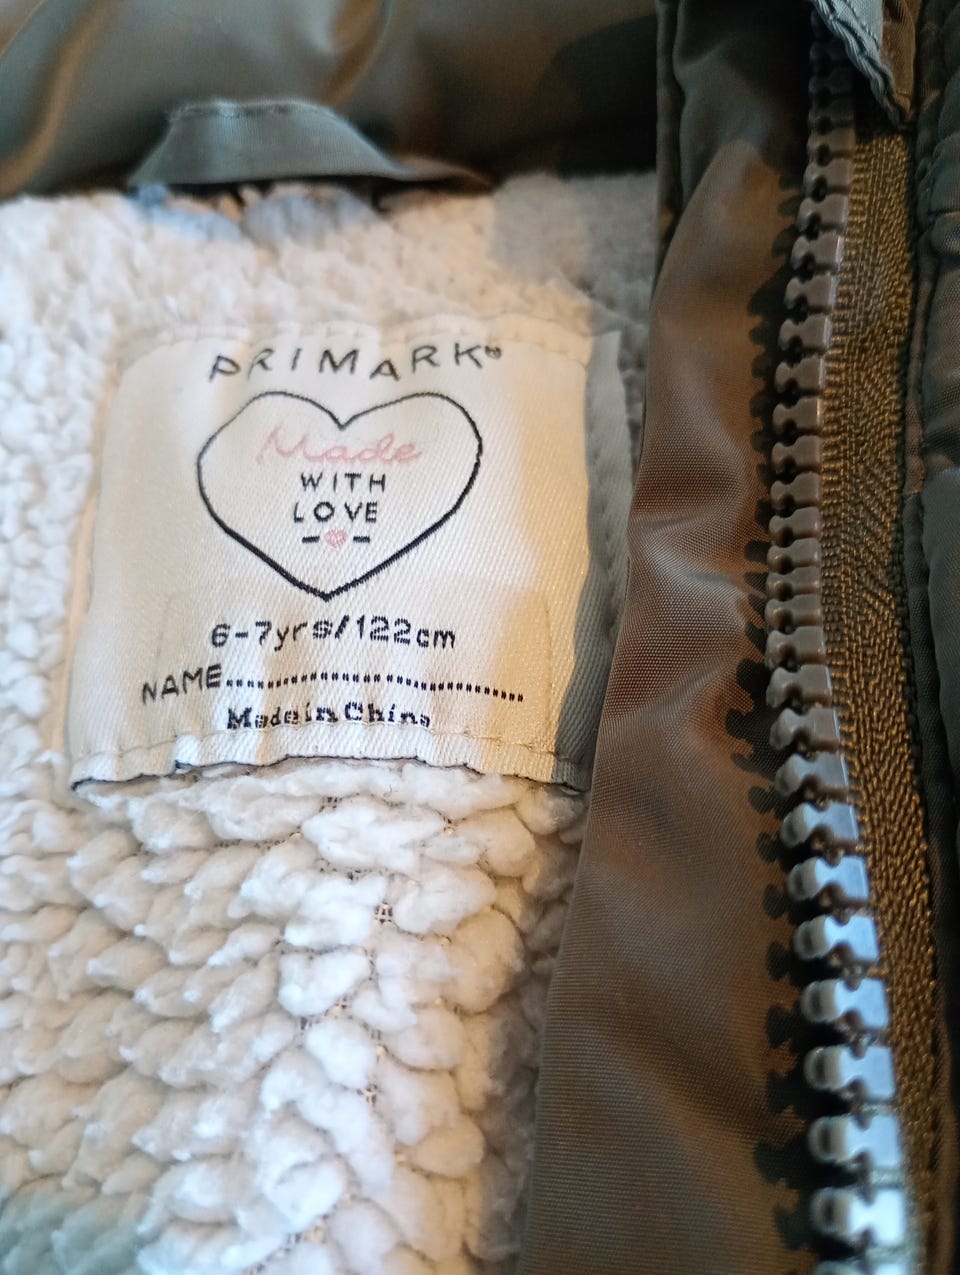 PRIMARK®
Made
WITH
LOVE
6-7yrs/122cm
NAME................................
Made in China